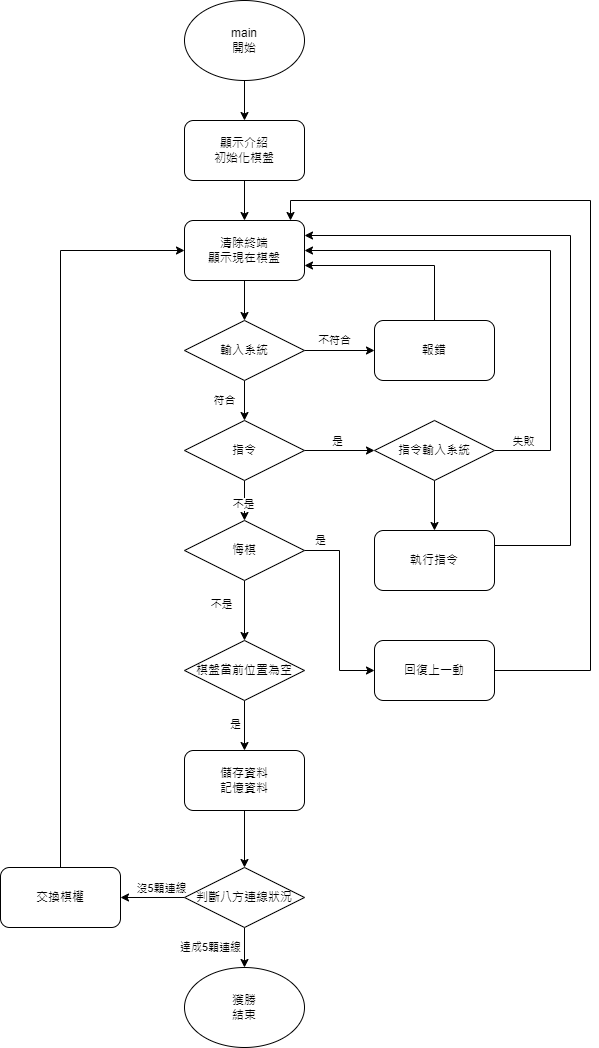 main
開始
顯示介紹
初始化棋盤
清除終端
顯示現在棋盤
輸入系統
不符合
報錯
符合
指令
是
指令輸入系統
失敗
不是
悔棋
是
執行指令
不是
棋盤當前位置為空
回復上一動
是
儲存資料
記憶資料
交換棋權
沒5顆連線
判斷八方連線狀況
達成5顆連線
獲勝
結束